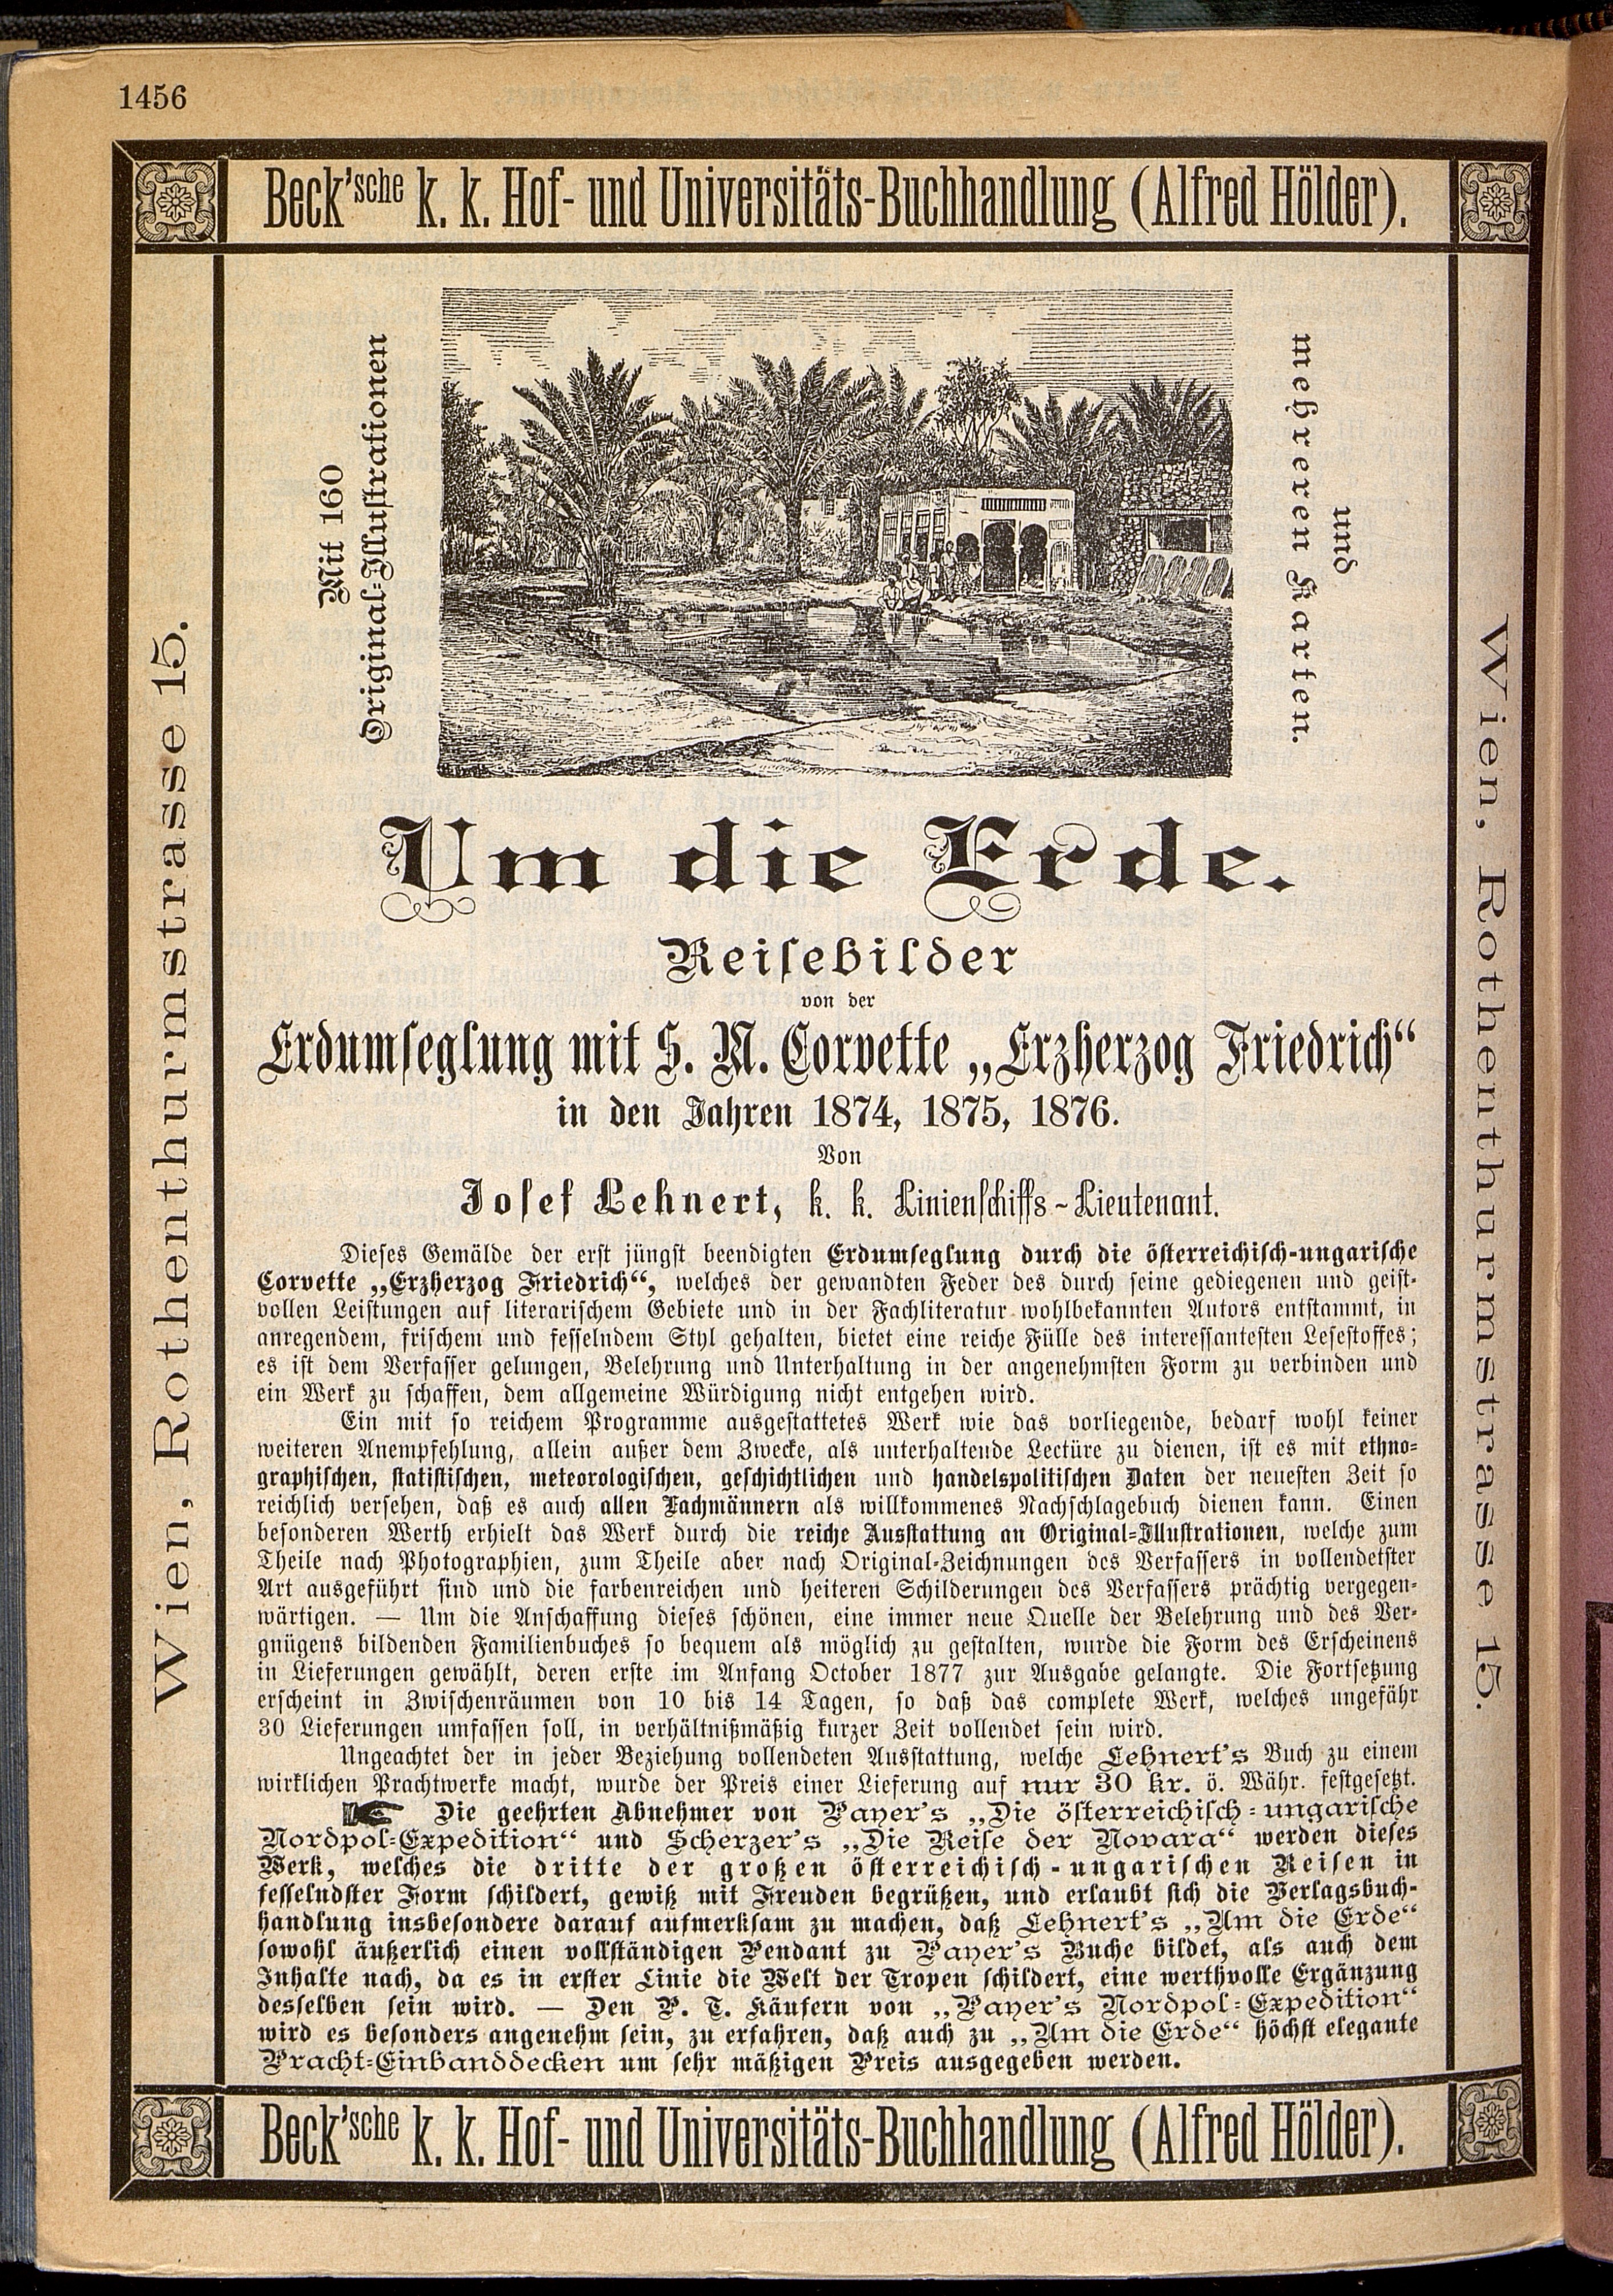 1456
Beck'sche k. k. Hof- und Universitäts-Buchhandlung (Alfred Hölder).
Wien, Rothenthurmstrasse 15.
Mit 160
Original-Illustrationen
und
mehreren Karten.
Wien, Rothenthurmstrasse 15.
Um die Erde.
Reisebilder
von der
Erdumseglung mit S. M. Corvette „Erzherzog Friedrich“
in den Jahren 1874, 1875, 1876.
Von
Josef Lehnert, k. k. Linienschiffs-Lieutenant.
Dieses Gemälde der erst jüngst beendigten Erdumseglung durch die österreichisch-ungarische
Corvette „Erzherzog Friedrich“, welches der gewandten Feder des durch seine gediegenen und geist-
vollen Leistungen auf literarischem Gebiete und in der Fachliteratur wohlbekannten Autors entstammt, in
anregendem, frischem und fesselndem Styl gehalten, bietet eine reiche Fülle des interessantesten Lesestoffes;
es ist dem Verfasser gelungen, Belehrung und Unterhaltung in der angenehmsten Form zu verbinden und
ein Werk zu schaffen, dem allgemeine Würdigung nicht entgehen wird.
Ein mit so reichem Programme ausgestattetes Werk wie das vorliegende, bedarf wohl keiner
weiteren Anempfehlung, allein außer dem Zwecke, als unterhaltende Lectüre zu dienen, ist es mit ethno-
graphischen, statistischen, meteorologischen, geschichtlichen und handelspolitischen Daten der neuesten Zeit so
reichlich versehen, daß es auch allen Fachmännern als willkommenes Nachschlagebuch dienen kann. Einen
besonderen Werth erhielt das Werk durch die reiche Ausstattung an Original-Illustrationen, welche zum
Theile nach Photographien, zum Theile aber nach Original-Zeichnungen des Verfassers in vollendetster
Art ausgeführt sind und die farbenreichen und heiteren Schilderungen des Verfassers prächtig vergegen-
wärtigen. — Um die Anschaffung dieses schönen, eine immer neue Quelle der Belehrung und des Ver-
gnügens bildenden Familienbuches so bequem als möglich zu gestalten, wurde die Form des Erscheinens
in Lieferungen gewählt, deren erste im Anfang October 1877 zur Ausgabe gelangte. Die Fortsetzung
erscheint in Zwischenräumen von 10 bis 14 Tagen, so daß das complete Werk, welches ungefähr
30 Lieferungen umfassen soll, in verhältnißmäßig kurzer Zeit vollendet sein wird.
Ungeachtet der in jeder Beziehung vollendeten Ausstattung, welche Lehnert's Buch zu einem
wirklichen Prachtwerke macht, wurde der Preis einer Lieferung auf nur 30 kr. ö. Währ. festgesetzt.
☛ Die geehrten Abnehmer von Payer's „Die österreichisch-ungarische
Nordpol-Expedition“ und Scherzer's „Die Reise der Novara“ werden dieses
Werk, welches die dritte der großen österreichisch-ungarischen Reisen in
fesselndster Form schildert, gewiß mit Freuden begrüßen, und erlaubt sich die Verlagsbuch-
handlung insbesondere darauf aufmerksam zu machen, daß Lehnert's „Um die Erde“
sowohl äußerlich einen vollständigen Pendant zu Payer's Buche bildet, als auch dem
Inhalte nach, da es in erster Linie die Welt der Tropen schildert, eine werthvolle Ergänzung
desselben sein wird. — Den P. T. Käufern von „Payer's Nordpol-Expedition“
wird es besonders angenehm sein, zu erfahren, daß auch zu „Um die Erde“ höchst elegante
Pracht-Einbanddecken um sehr mäßigen Preis ausgegeben werden.
Beck'sche k. k. Hof- und Universitäts-Buchhandlung (Alfred Hölder).